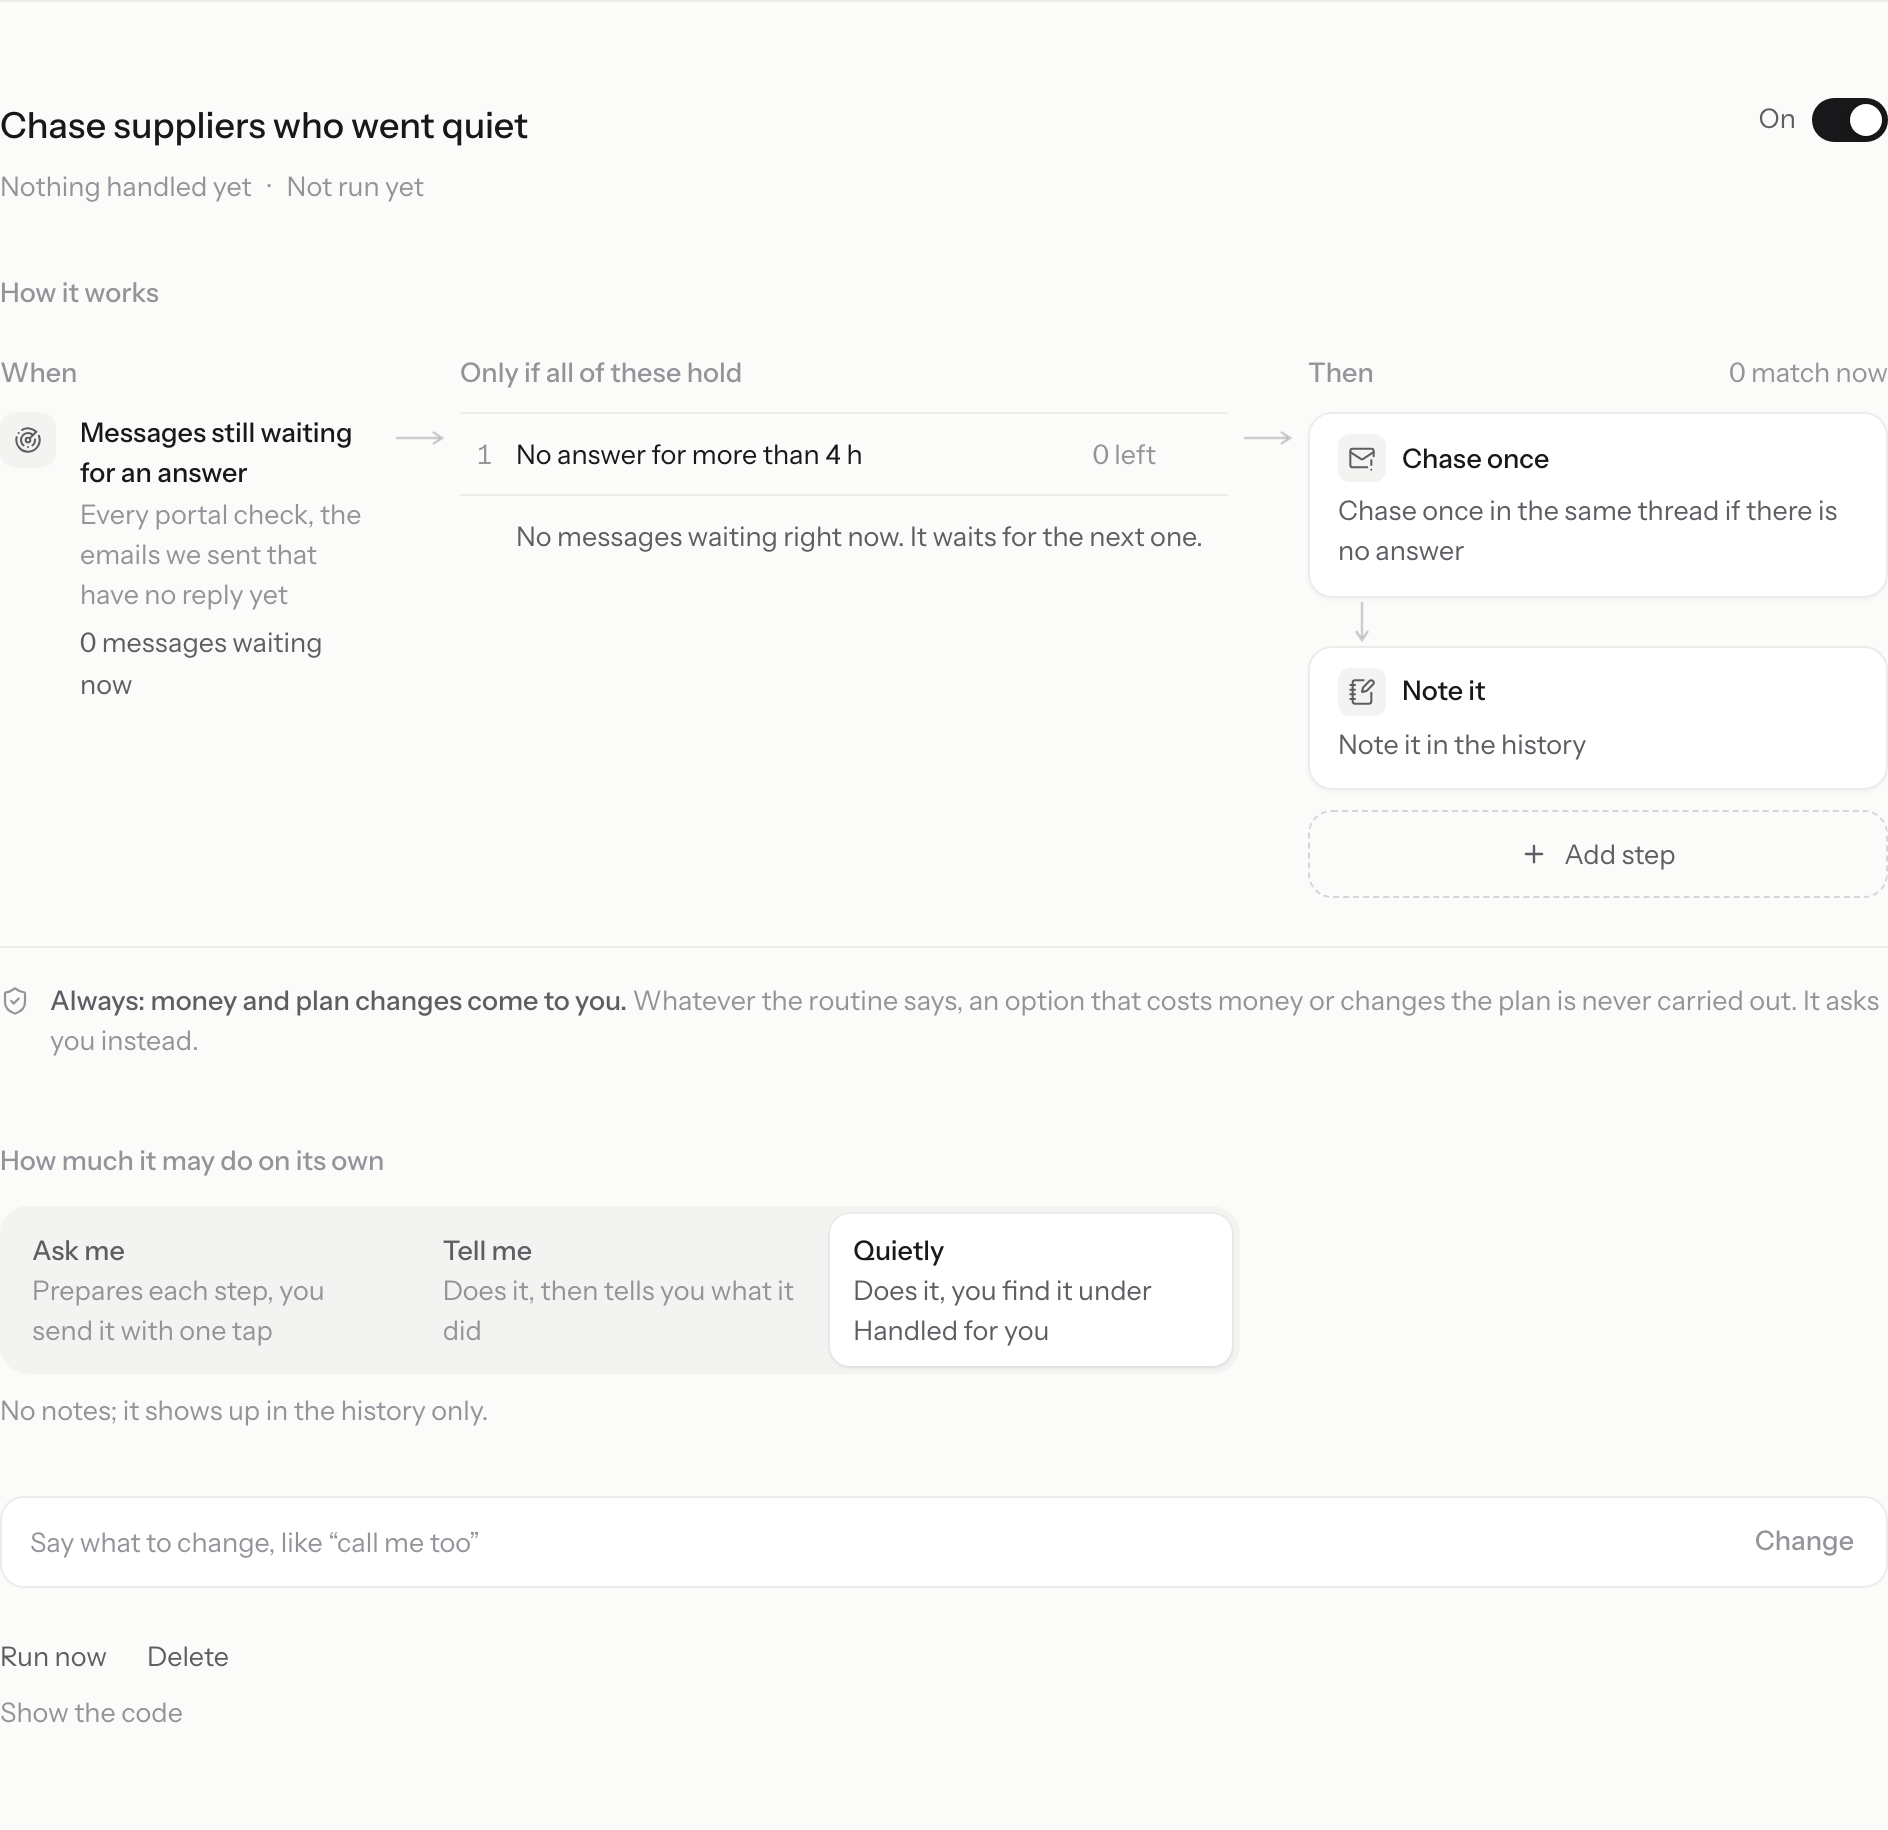 Chase suppliers who went quiet
On
Nothing handled yet · Not run yet
How it works
When
Messages still waiting
for an answer
Every portal check, the
emails we sent that
have no reply yet
0 messages waiting
now
Only if all of these hold
1 No answer for more than 4 h 0 left
No messages waiting right now. It waits for the next one.
Then 0 match now
Chase once
Chase once in the same thread if there is
no answer
Note it
Note it in the history
+ Add step
Always: money and plan changes come to you. Whatever the routine says, an option that costs money or changes the plan is never carried out. It asks
you instead.
How much it may do on its own
Ask me
Prepares each step, you
send it with one tap
Tell me
Does it, then tells you what it
did
Quietly
Does it, you find it under
Handled for you
No notes; it shows up in the history only.
Say what to change, like “call me too” Change
Run now Delete
Show the code